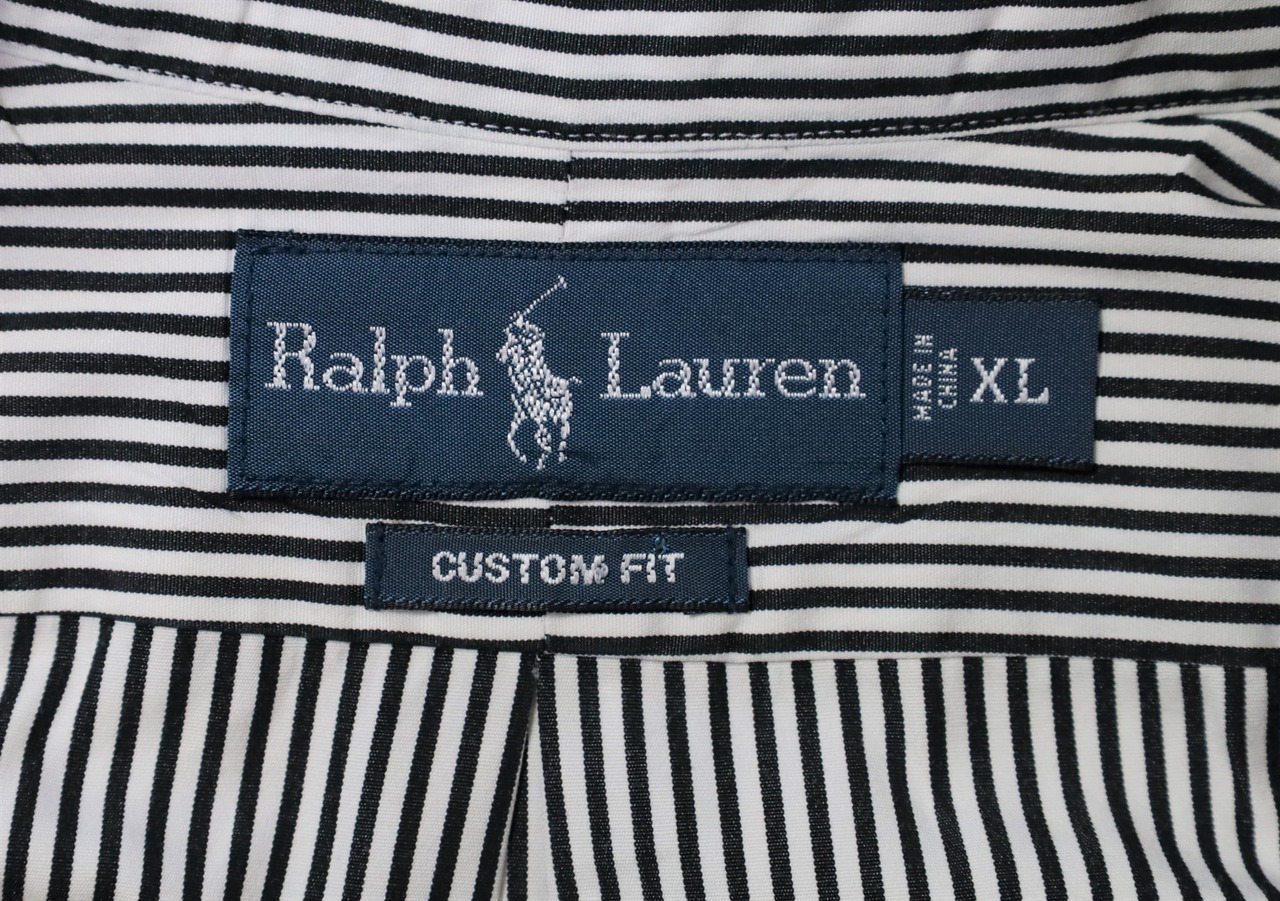 Ralph Lauren
MADE IN
CHINA
XL
CUSTOM FIT